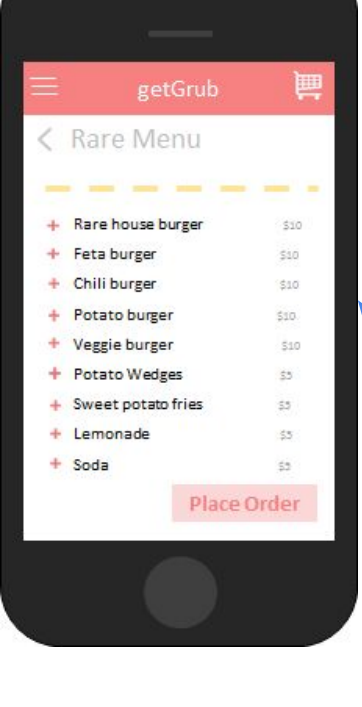 getGrub
Rare Menu
+ Rare house burger $10
+ Feta burger $10
+ Chili burger $10
+ Potato burger $10
+ Veggie burger $10
+ Potato Wedges $5
+ Sweet potato fries $5
+ Lemonade $5
+ Soda $5
Place Order